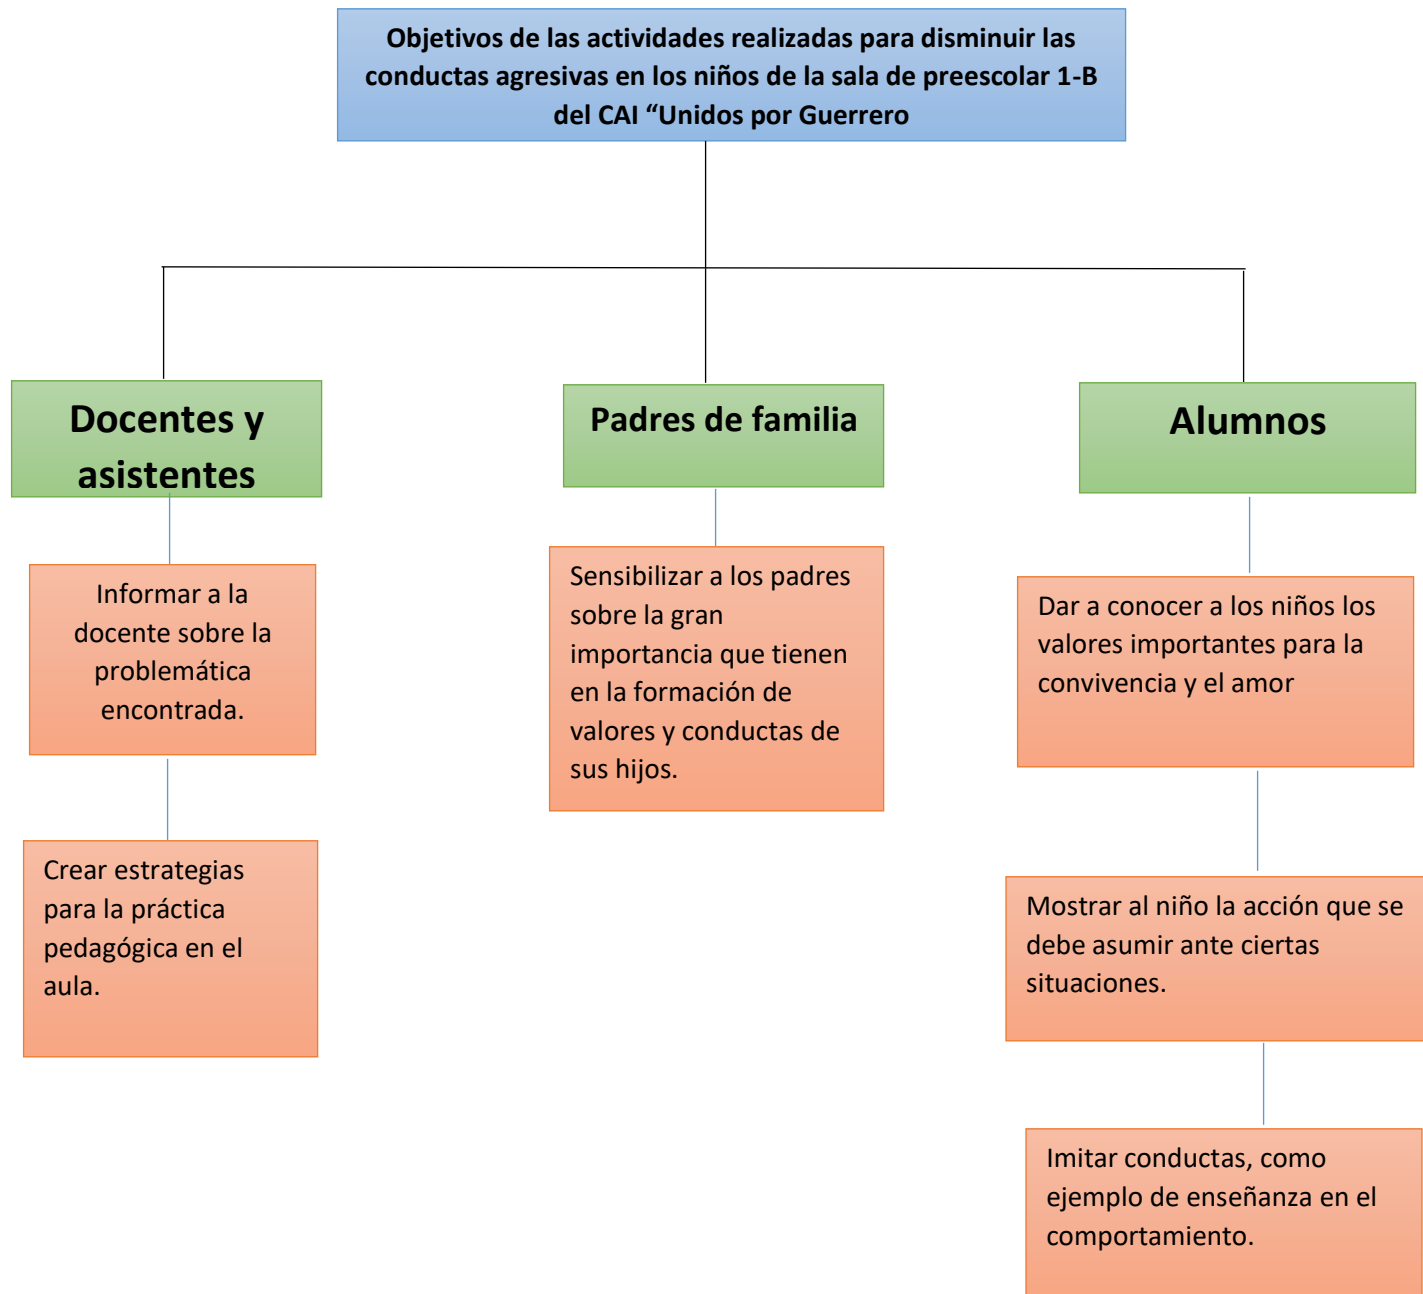 Objetivos de las actividades realizadas para disminuir las
conductas agresivas en los niños de la sala de preescolar 1-B
del CAI “Unidos por Guerrero
Docentes y
asistentes
Informar a la
docente sobre la
problemática
encontrada.
Crear estrategias
para la práctica
pedagógica en el
aula.
Padres de familia
Sensibilizar a los padres
sobre la gran
importancia que tienen
en la formación de
valores y conductas de
sus hijos.
Alumnos
Dar a conocer a los niños los
valores importantes para la
convivencia y el amor
Mostrar al niño la acción que se
debe asumir ante ciertas
situaciones.
Imitar conductas, como
ejemplo de enseñanza en el
comportamiento.